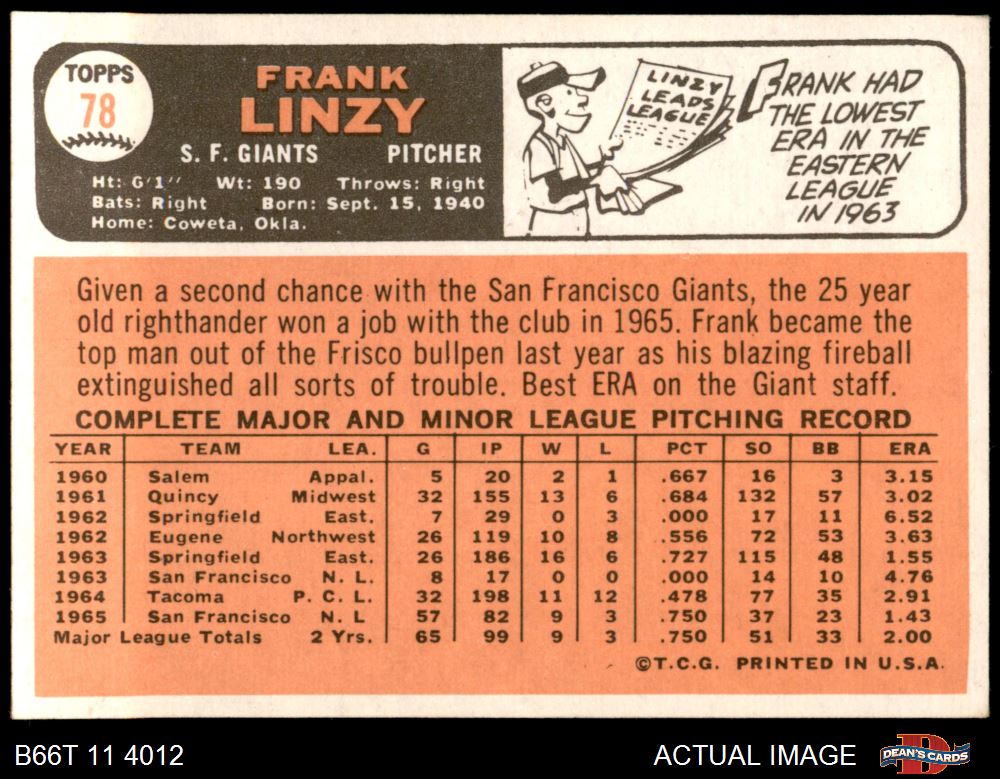 TOPPS
78
FRANK
LINZY
S. F. GIANTS PITCHER
Ht: 6'1" Wt: 190 Throws: Right
Bats: Right Born: Sept. 15, 1940
Home: Coweta, Okla.
LINZY
LEADS
LEAGUE
FRANK HAD
THE LOWEST
ERA IN THE
EASTERN
LEAGUE
IN 1963
Given a second chance with the San Francisco Giants, the 25 year
old righthander won a job with the club in 1965. Frank became the
top man out of the Frisco bullpen last year as his blazing fireball
extinguished all sorts of trouble. Best ERA on the Giant staff.
COMPLETE MAJOR AND MINOR LEAGUE PITCHING RECORD
YEAR TEAM LEA. G IP W L PCT SO BB ERA
1960 Salem Appal. 5 20 2 1 .667 16 3 3.15
1961 Quincy Midwest 32 155 13 6 .684 132 57 3.02
1962 Springfield East. 7 29 0 3 .000 17 11 6.52
1962 Eugene Northwest 26 119 10 8 .556 72 53 3.63
1963 Springfield East. 26 186 16 6 .727 115 48 1.55
1963 San Francisco N. L. 8 17 0 0 .000 14 10 4.76
1964 Tacoma P. C. L. 32 198 11 12 .478 77 35 2.91
1965 San Francisco N. L 57 82 9 3 .750 37 23 1.43
Major League Totals 2 Yrs. 65 99 9 3 .750 51 33 2.00
©T.C.G. PRINTED IN U.S.A.
B66T 11 4012 ACTUAL IMAGE DEAN'S CARDS